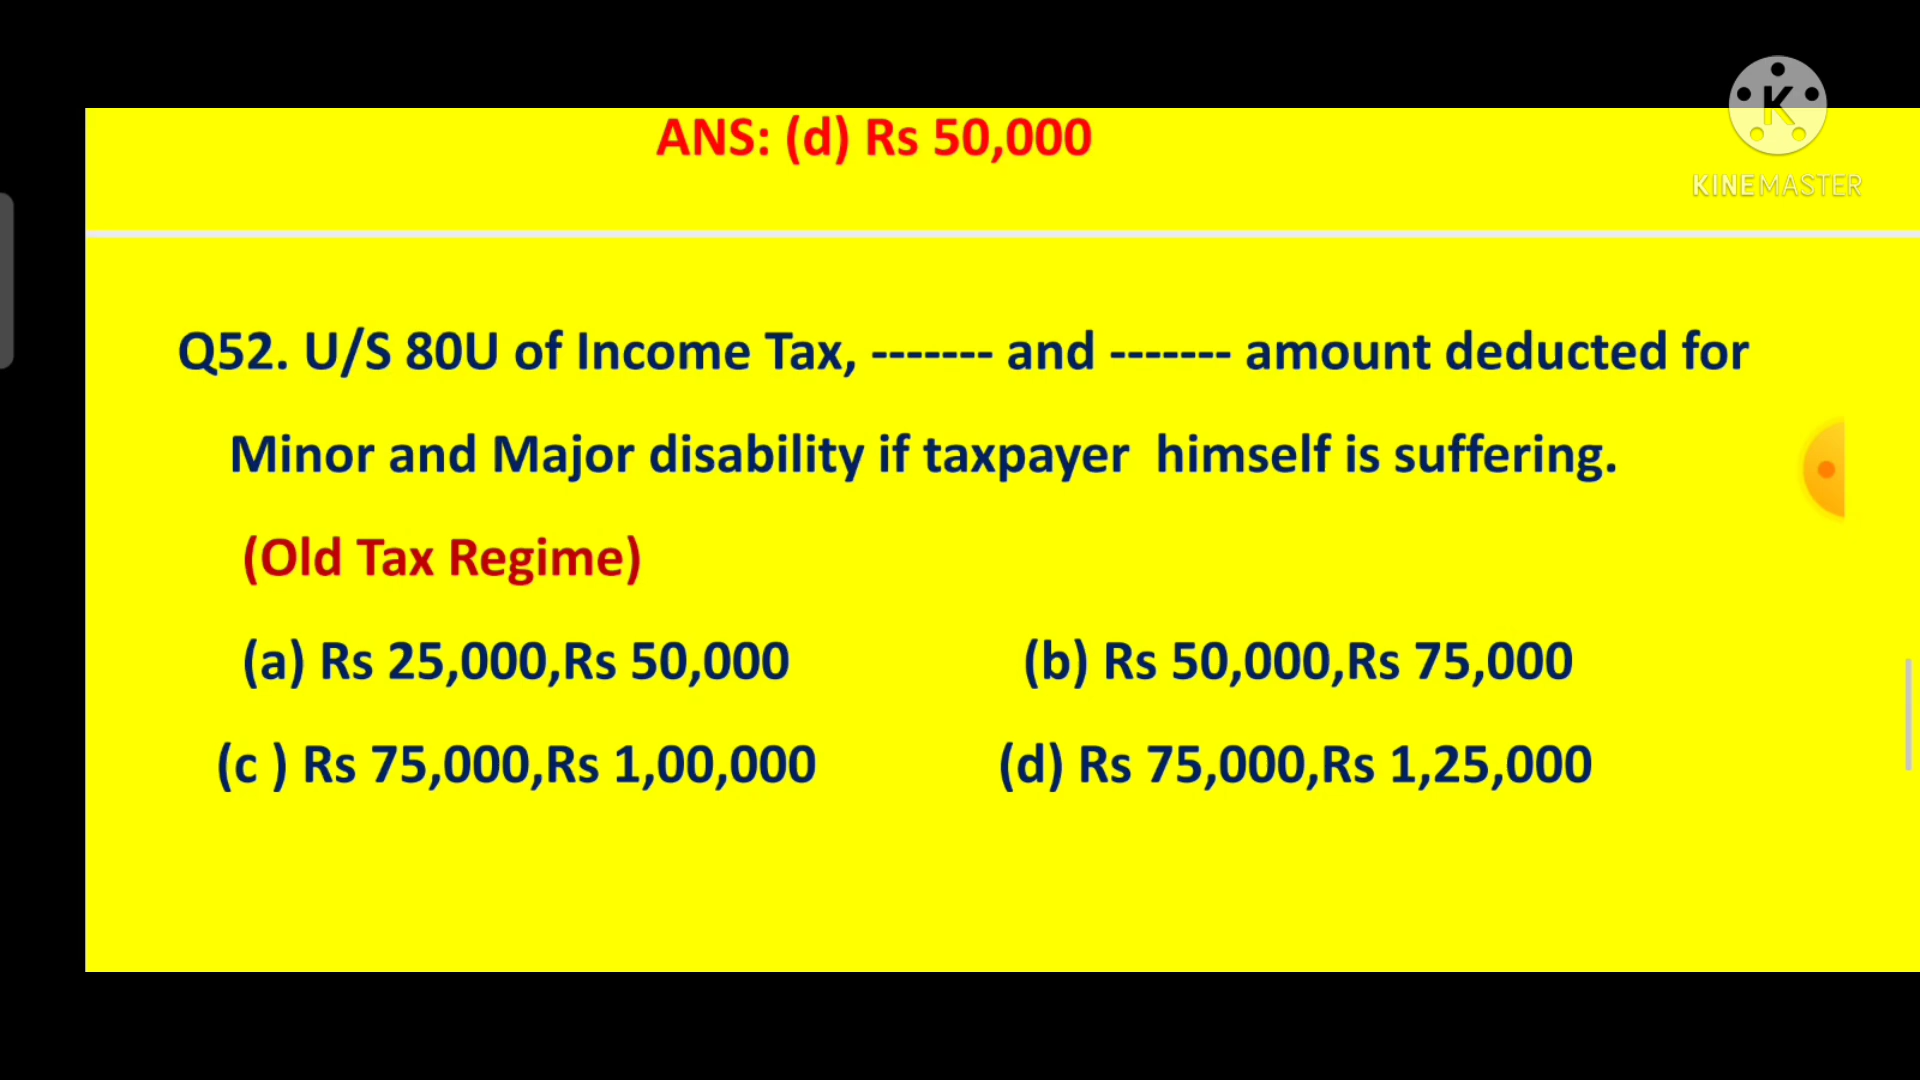 ANS: (d) Rs 50,000
K
KINEMASTER
Q52. U/S 80U of Income Tax, ------- and ------- amount deducted for
Minor and Major disability if taxpayer himself is suffering.
(Old Tax Regime)
(a) Rs 25,000,Rs 50,000 (b) Rs 50,000,Rs 75,000
(c ) Rs 75,000,Rs 1,00,000 (d) Rs 75,000,Rs 1,25,000